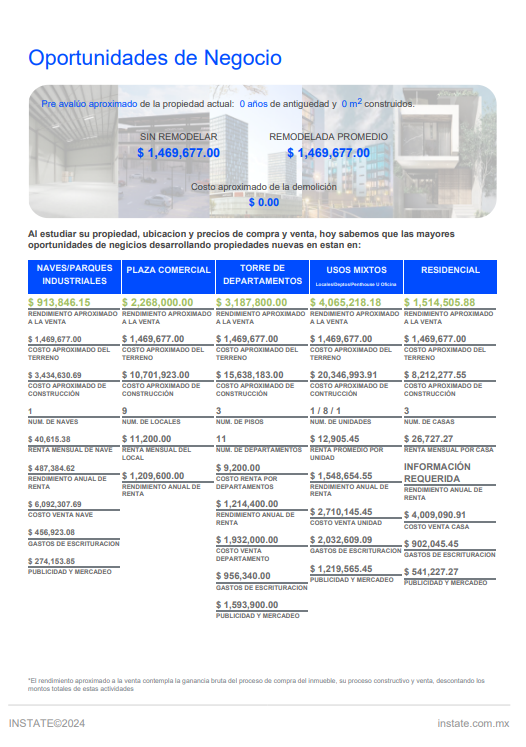 Oportunidades de Negocio
Pre avalúo aproximado de la propiedad actual: 0 años de antiguedad y 0 m2 construidos.
SIN REMODELAR
$ 1,469,677.00
REMODELADA PROMEDIO
$ 1,469,677.00
Costo aproximado de la demolición
$ 0.00
Al estudiar su propiedad, ubicacion y precios de compra y venta, hoy sabemos que las mayores
oportunidades de negicios desarrollando propiedades nuevas en estan en:
NAVES/PARQUES
INDUSTRIALES
$ 913,846.15
RENDIMIENTO APROXIMADO
A LA VENTA
$ 1,469,677.00
COSTO APROXIMADO DEL
TERRENO
$ 3,434,630.69
COSTO APROXIMADO DE
CONSTRUCCIÓN
1
NUM. DE NAVES
$ 40,615.38
RENTA MENSUAL DE NAVE
$ 487,384.62
RENDIMIENTO ANUAL DE
RENTA
$ 6,092,307.69
COSTO VENTA NAVE
$ 456,923.08
GASTOS DE ESCRITURACION
$ 274,153.85
PUBLICIDAD Y MERCADEO
PLAZA COMERCIAL
$ 2,268,000.00
RENDIMIENTO APROXIMADO
A LA VENTA
$ 1,469,677.00
COSTO APROXIMADO DEL
TERRENO
$ 10,701,923.00
COSTO APROXIMADO DE
CONSTRUCCIÓN
9
NUM. DE LOCALES
$ 11,200.00
RENTA MENSUAL DEL
LOCAL
$ 1,209,600.00
RENDIMIENTO ANUAL DE
RENTA
TORRE DE
DEPARTAMENTOS
$ 3,187,800.00
RENDIMIENTO APROXIMADO
A LA VENTA
$ 1,469,677.00
COSTO APROXIMADO DEL
TERRENO
$ 15,638,183.00
COSTO APROXIMADO DE
CONSTRUCCIÓN
3
NUM. DE PISOS
11
NUM. DE DEPARTAMENTOS
$ 9,200.00
COSTO RENTA POR
DEPARTAMENTOS
$ 1,214,400.00
RENDIMIENTO ANUAL DE
RENTA
$ 1,932,000.00
COSTO VENTA
DEPARTAMENTO
$ 956,340.00
GASTOS DE ESCRITURACION
$ 1,593,900.00
PUBLICIDAD Y MERCADEO
USOS MIXTOS
Locales/Deptos/Penthouse U Oficina
$ 4,065,218.18
RENDIMIENTO APROXIMADO
A LA VENTA
$ 1,469,677.00
COSTO APROXIMADO DEL
TERRENO
$ 20,346,993.91
COSTO APROXIMADO DE
CONSTRUCCIÓN
1 / 8 / 1
NUM. DE UNIDADES
$ 12,905.45
RENTA PROMEDIO POR
UNIDAD
$ 1,548,654.55
RENDIMIENTO ANUAL DE
RENTA
$ 2,710,145.45
COSTO VENTA UNIDAD
$ 2,032,609.09
GASTOS DE ESCRITURACION
$ 1,219,565.45
PUBLICIDAD Y MERCADEO
RESIDENCIAL
$ 1,514,505.88
RENDIMIENTO APROXIMADO
A LA VENTA
$ 1,469,677.00
COSTO APROXIMADO DEL
TERRENO
$ 8,212,277.55
COSTO APROXIMADO DE
CONSTRUCCIÓN
3
NUM. DE CASAS
$ 26,727.27
RENTA MENSUAL POR CASA
INFORMACIÓN
REQUERIDA
RENDIMIENTO ANUAL DE
RENTA
$ 4,009,090.91
COSTO VENTA CASA
$ 902,045.45
GASTOS DE ESCRITURACION
$ 541,227.27
PUBLICIDAD Y MERCADEO
*El rendimiento aproximado a la venta contempla la ganancia bruta del proceso de compra del inmueble, su proceso constructivo y venta, descontando los
montos totales de estas actividades
INSTATE©2024
instate.com.mx